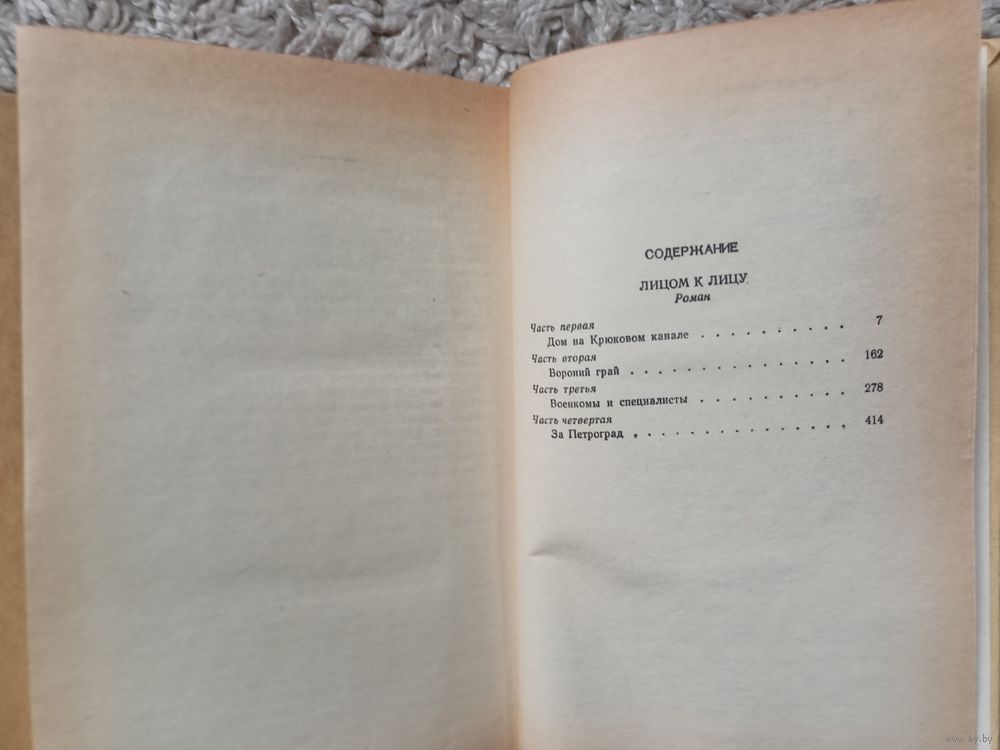 СОДЕРЖАНИЕ
ЛИЦОМ К ЛИЦУ.
Роман
Часть первая
Дом на Крюковом канале . . . . . . . . . . . 7
Часть вторая
Вороний грай . . . . . . . . . . . . . . . . 162
Часть третья
Военкомы и специалисты . . . . . . . . . . . 278
Часть четвертая
За Петроград . . . . . . . . . . . . . . . . 414
www.ay.by